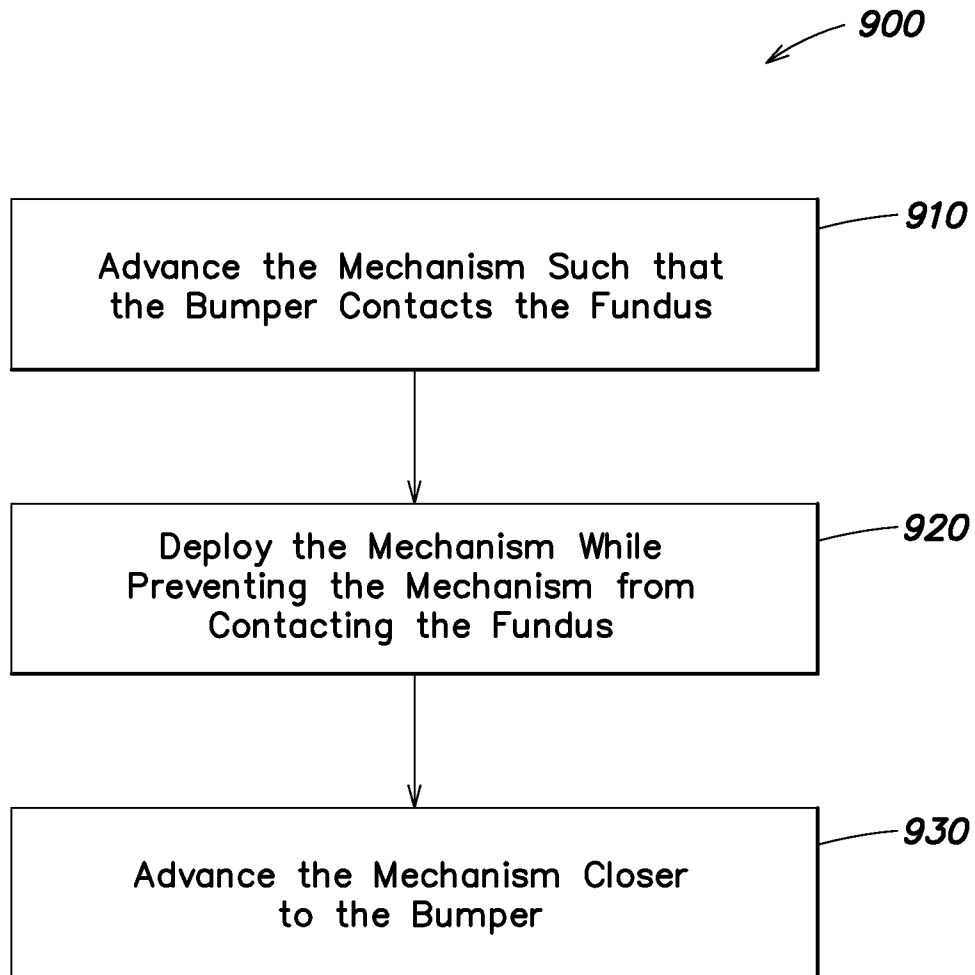 900
910
Advance the Mechanism Such that
the Bumper Contacts the Fundus
920
Deploy the Mechanism While
Preventing the Mechanism from
Contacting the Fundus
930
Advance the Mechanism Closer
to the Bumper